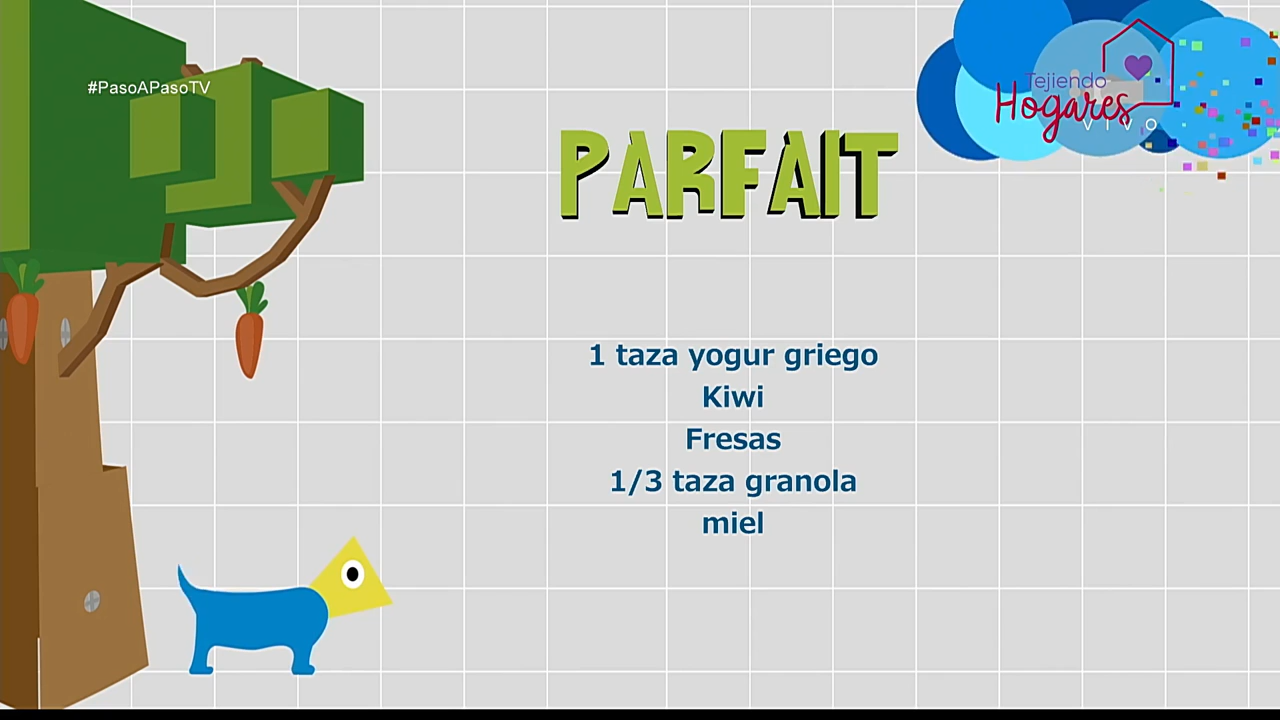 #PasoAPasoTV
Tejiendo
Hogares
VIVO
PARFAIT
1 taza yogur griego
Kiwi
Fresas
1/3 taza granola
miel